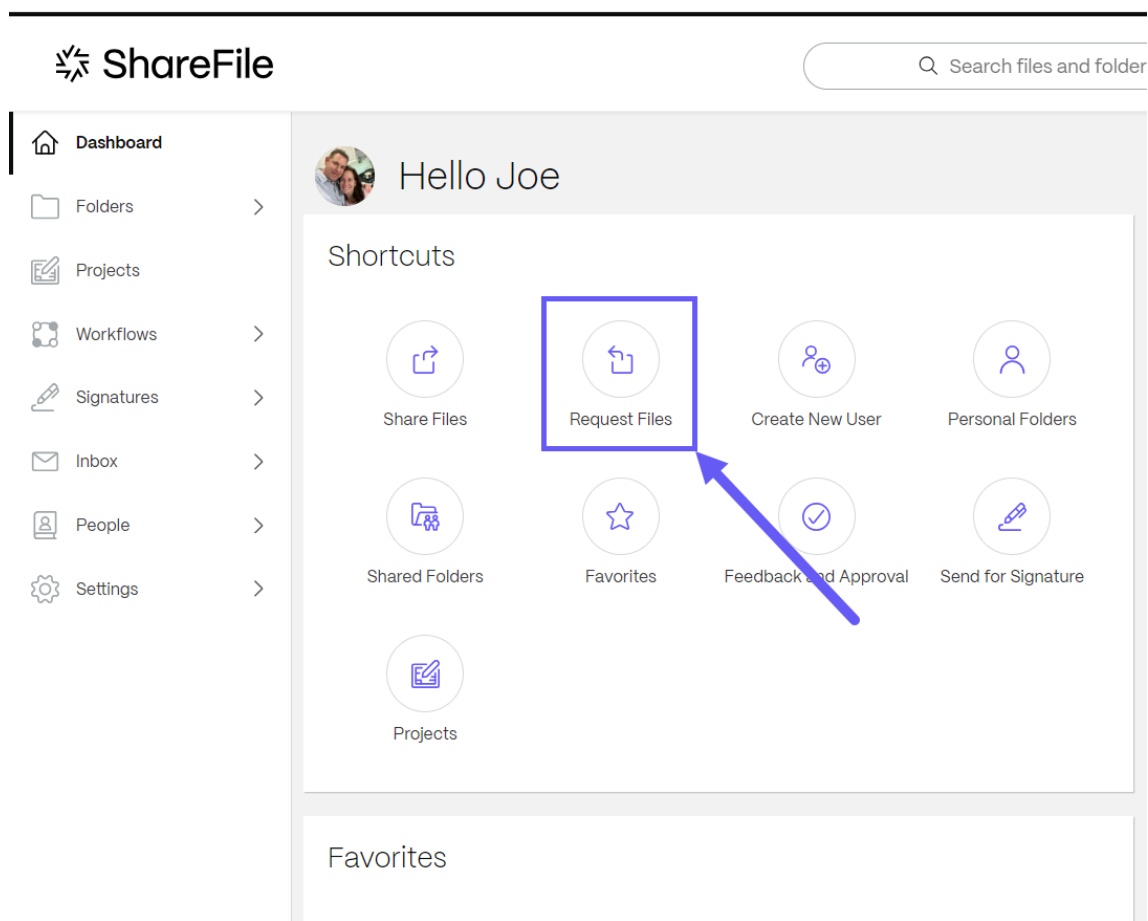 ShareFile
Search files and folder
Dashboard
Folders
Projects
Workflows
Signatures
Inbox
People
Settings
Hello Joe
Shortcuts
Share Files
Request Files
Create New User
Personal Folders
Shared Folders
Favorites
Feedback and Approval
Send for Signature
Projects
Favorites